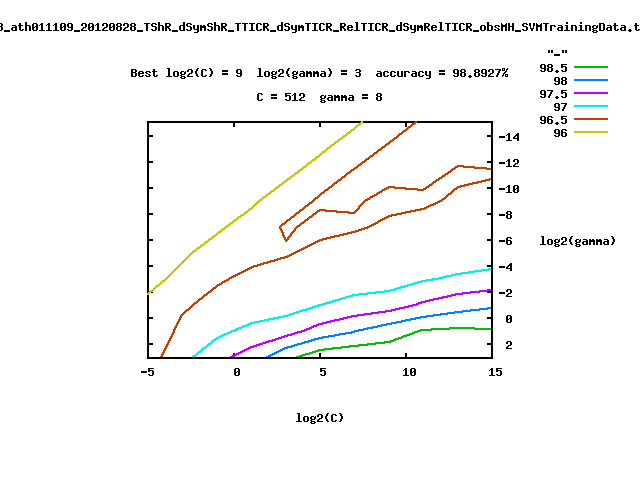 _ath011109_20120828_TShR_dSymShR_TTICR_dSymTICR_RelTICR_dSymRelTICR_obsMH_SVMTrainingData.t
"-"
Best log2(C) = 9 log2(gamma) = 3 accuracy = 98.8927%
98.5
98
97.5
C = 512 gamma = 8
97
96.5
96
-14
-12
-10
-8
-6
log2(gamma)
-4
-2
0
2
-5 0 5 10 15
log2(C)